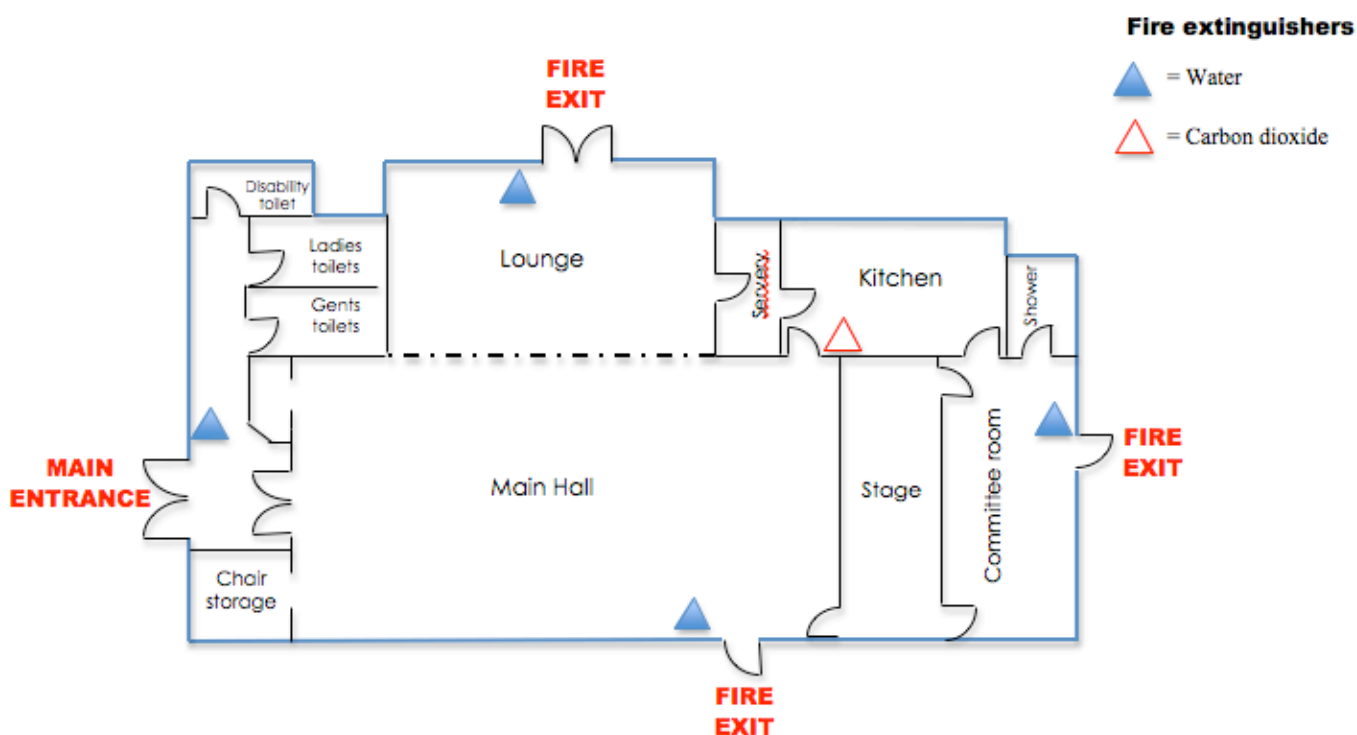 Fire extinguishers
= Water
= Carbon dioxide
FIRE
EXIT
Disability
toilet
Ladies
toilets
Gents
toilets
Lounge
Servery
Kitchen
Shower
MAIN
ENTRANCE
Main Hall
Stage
Committee room
FIRE
EXIT
Chair
storage
FIRE
EXIT